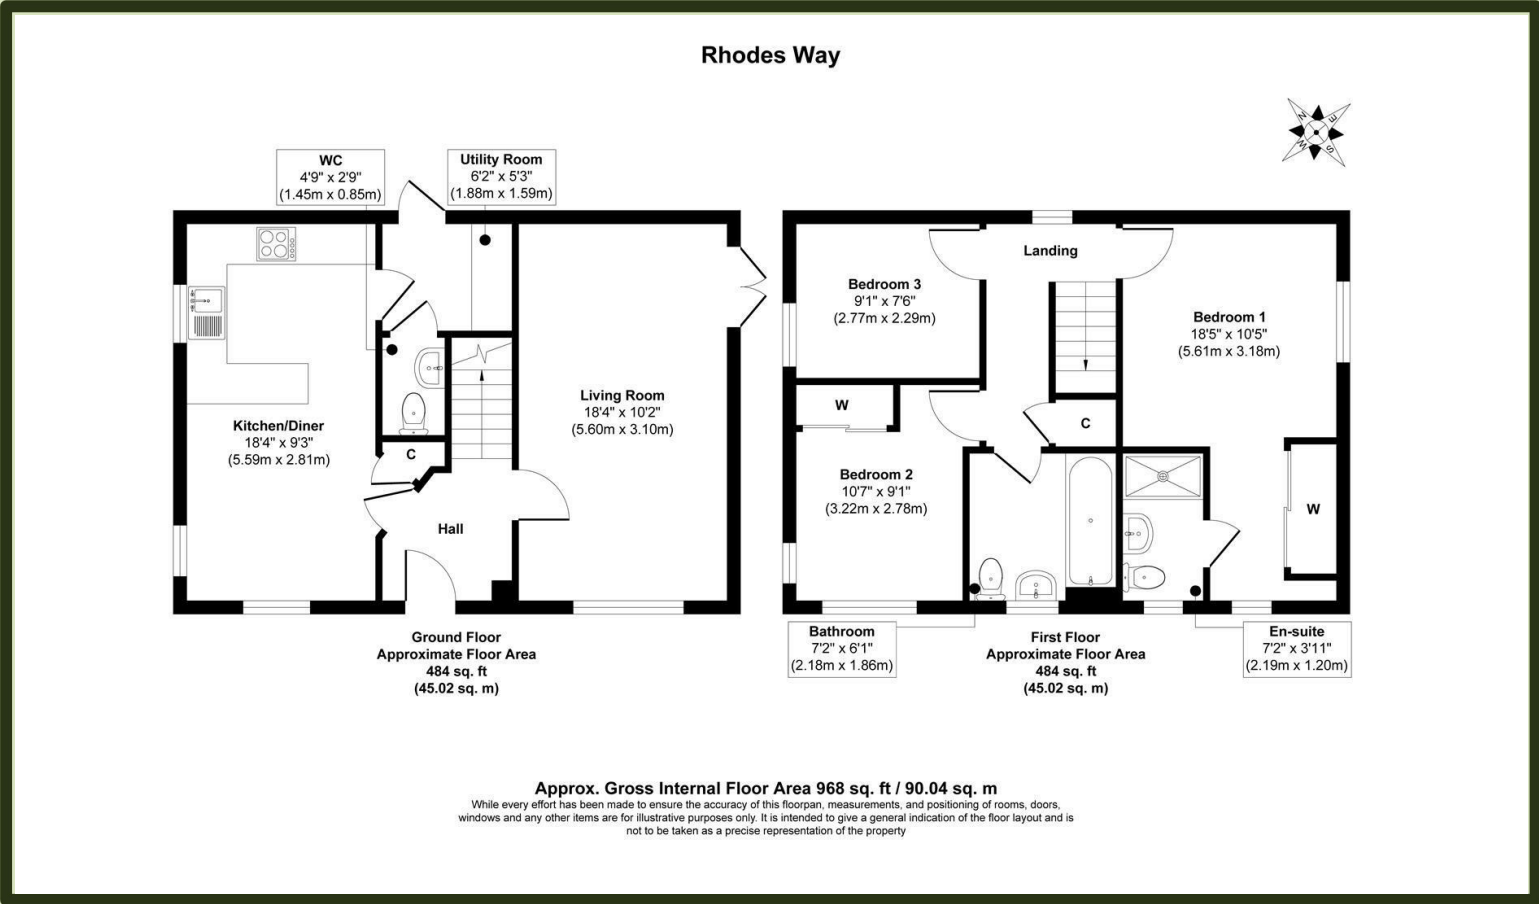 Rhodes Way
N
E
S
W
WC
4'9" x 2'9"
(1.45m x 0.85m)
Utility Room
6'2" x 5'3"
(1.88m x 1.59m)
Kitchen/Diner
18'4" x 9'3"
(5.59m x 2.81m)
C
Hall
Living Room
18'4" x 10'2"
(5.60m x 3.10m)
Ground Floor
Approximate Floor Area
484 sq. ft
(45.02 sq. m)
Landing
Bedroom 3
9'1" x 7'6"
(2.77m x 2.29m)
Bedroom 1
18'5" x 10'5"
(5.61m x 3.18m)
W
C
Bedroom 2
10'7" x 9'1"
(3.22m x 2.78m)
W
Bathroom
7'2" x 6'1"
(2.18m x 1.86m)
First Floor
Approximate Floor Area
484 sq. ft
(45.02 sq. m)
En-suite
7'2" x 3'11"
(2.19m x 1.20m)
Approx. Gross Internal Floor Area 968 sq. ft / 90.04 sq. m
While every effort has been made to ensure the accuracy of this floorpan, measurements, and positioning of rooms, doors,
windows and any other items are for illustrative purposes only. It is intended to give a general indication of the floor layout and is
not to be taken as a precise representation of the property